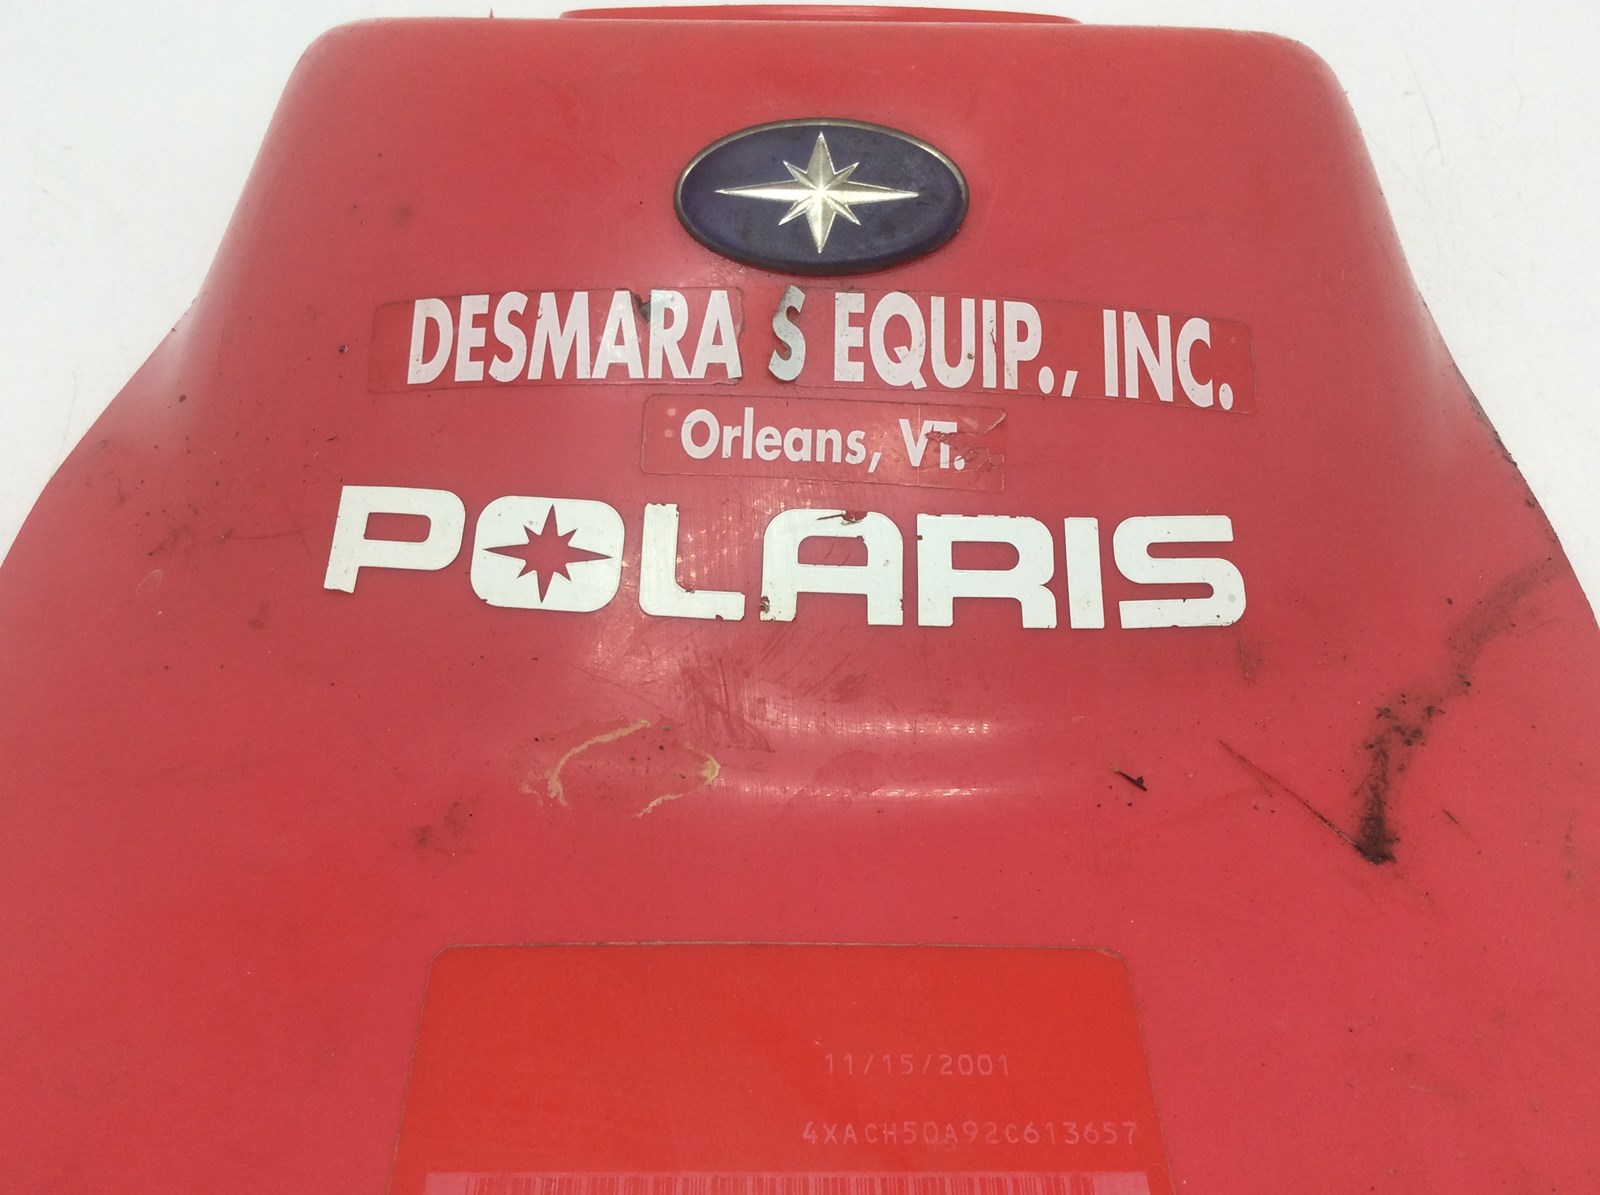 DESMARA S EQUIP., INC.
Orleans, VT.
POLARIS
11/15/2001
4XACH50A92C613657